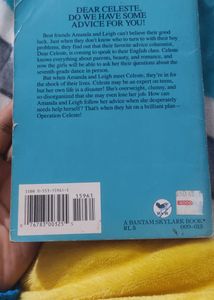 DEAR CELESTE,
DO WE HAVE SOME
ADVICE FOR YOU!
Best friends Amanda and Leigh can't believe their good
luck. Just when they don't know who to turn to with their boy
problems, they find out that their favorite advice columnist,
Dear Celeste, is coming to speak to their English class. Celeste
knows everything about parents, beauty, and romance, and
now the girls will be able to ask her their questions about the
seventh-grade dance in person.
But when Amanda and Leigh meet Celeste, they're in for
the shock of their lives. Celeste may be an expert on teens,
but her own life is a disaster! She's overweight, clumsy, and
so disorganized that she may even lose her job. How can
Amanda and Leigh follow her advice when she desperately
needs help herself? That's when they hit on a brilliant plan—
Operation Celeste!
ISBN 0-553-15961-1
15961
A BANTAM SKYLARK BOOK
RL 5
009-013